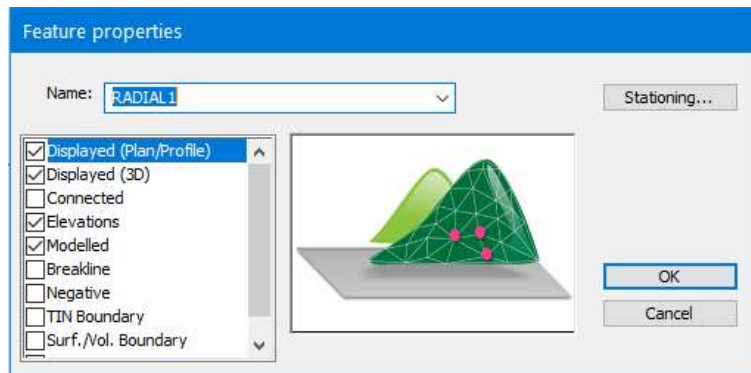 Feature properties
Name: RADIAL1
Stationing...
Displayed (Plan/Profile)
Displayed (3D)
Connected
Elevations
Modelled
Breakline
Negative
TIN Boundary
Surf./Vol. Boundary
OK
Cancel